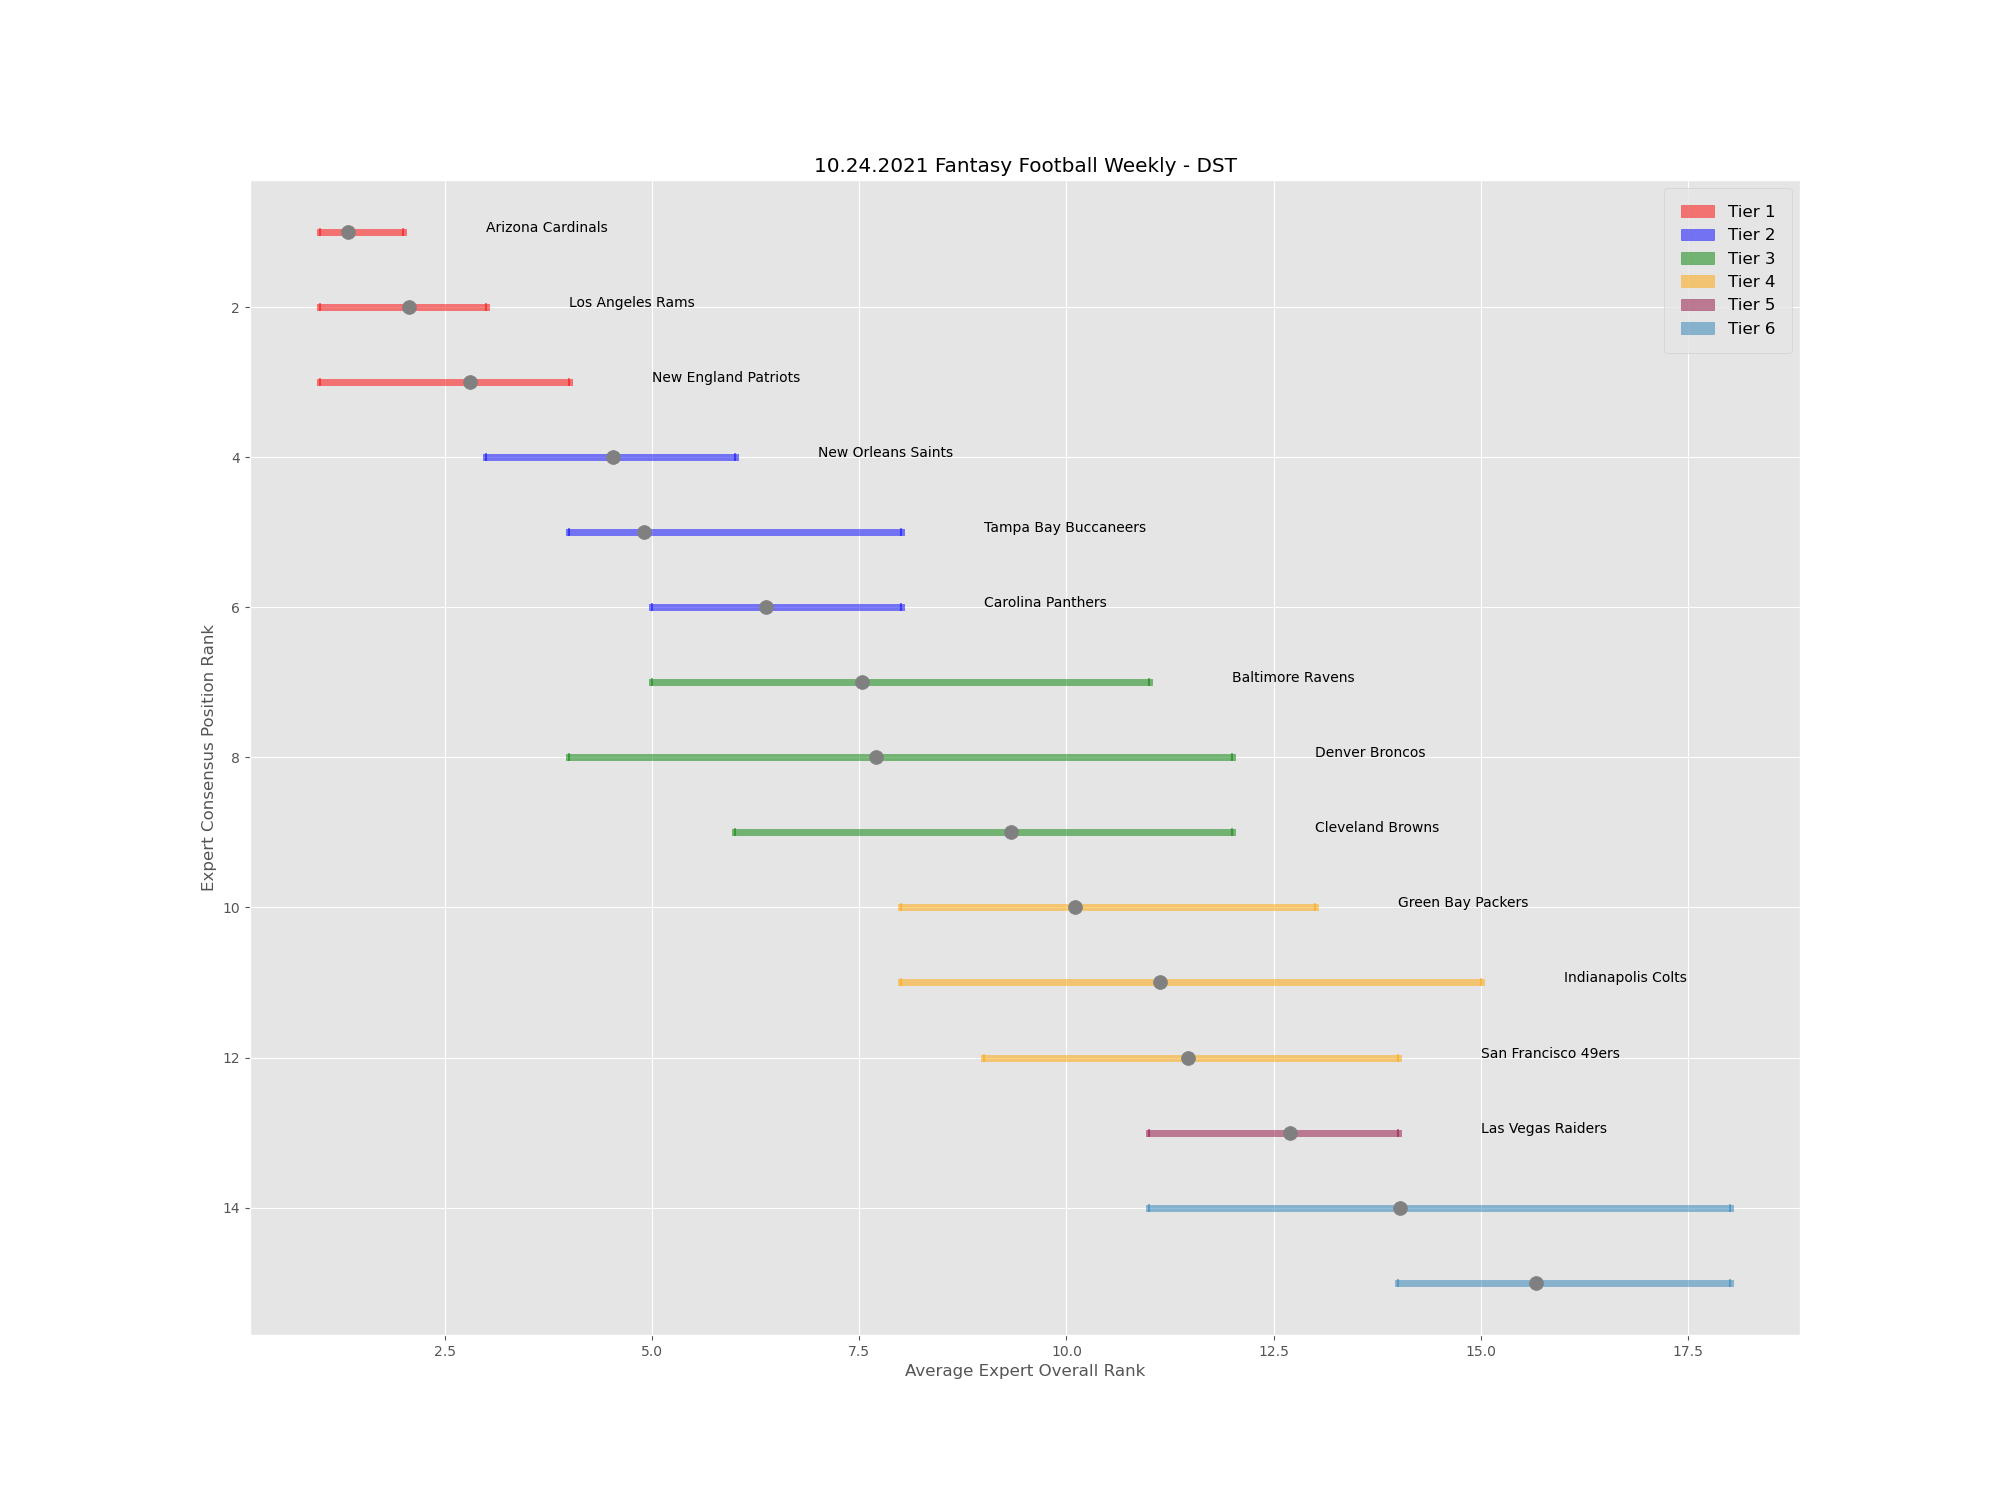 10.24.2021 Fantasy Football Weekly - DST
Tier 1
Tier 2
Tier 3
Tier 4
Tier 5
Tier 6
Arizona Cardinals
Los Angeles Rams
New England Patriots
New Orleans Saints
Tampa Bay Buccaneers
Carolina Panthers
Baltimore Ravens
Denver Broncos
Cleveland Browns
Green Bay Packers
Indianapolis Colts
San Francisco 49ers
Las Vegas Raiders
2
4
6
8
10
12
14
Expert Consensus Position Rank
2.5 5.0 7.5 10.0 12.5 15.0 17.5
Average Expert Overall Rank